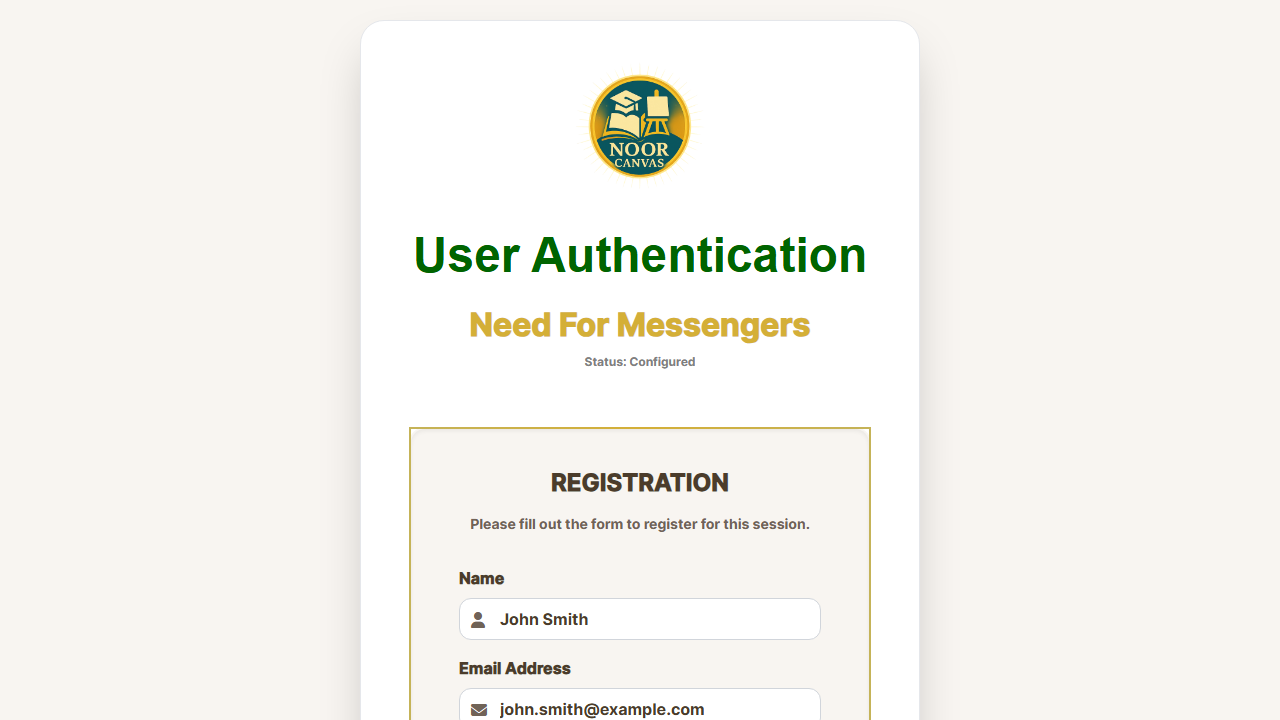 NOOR
CANVAS
User Authentication
Need For Messengers
Status: Configured
REGISTRATION
Please fill out the form to register for this session.
Name
John Smith
Email Address
john.smith@example.com